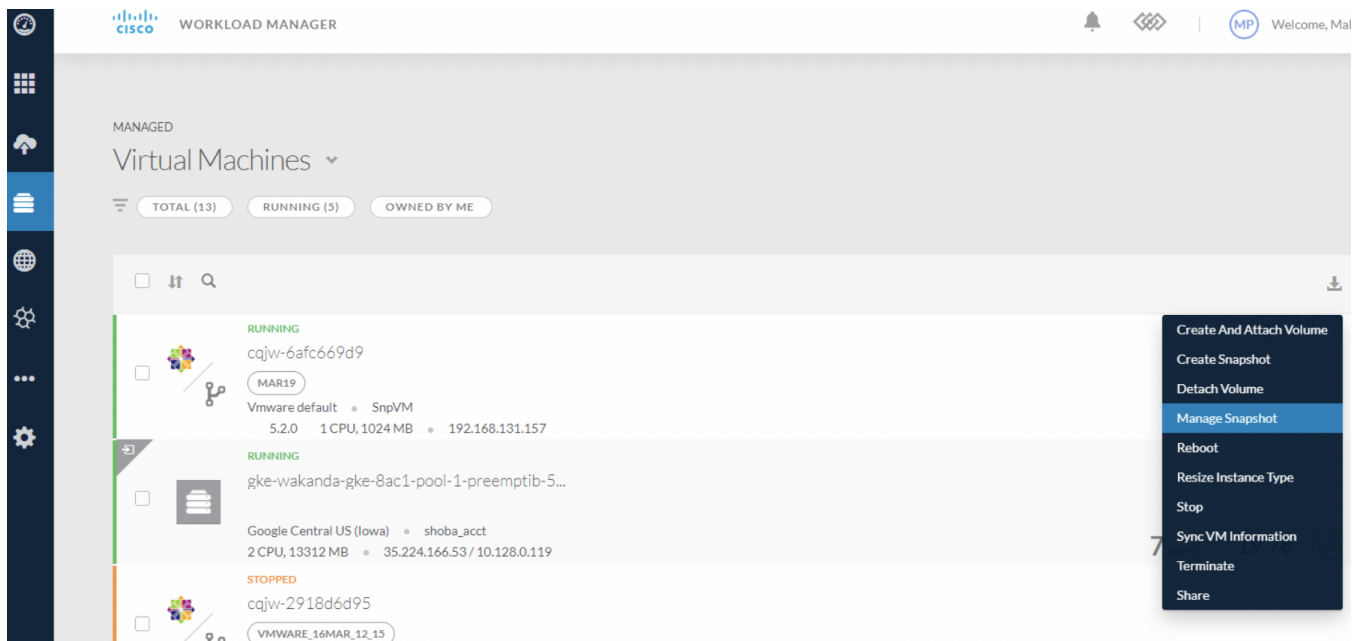 CISCO WORKLOAD MANAGER
MP Welcome, Mal
MANAGED
Virtual Machines
TOTAL (13) RUNNING (5) OWNED BY ME
RUNNING
cqjw-6afc669d9
MAR19
Vmware default SnpVM
5.2.0 1 CPU, 1024 MB 192.168.131.157
RUNNING
gke-wakanda-gke-8ac1-pool-1-preemptib-5...
Google Central US (Iowa) shoba_acct
2 CPU, 13312 MB 35.224.166.53 / 10.128.0.119
7
STOPPED
cqjw-2918d6d95
VMWARE_16MAR_12_15
Create And Attach Volume
Create Snapshot
Detach Volume
Manage Snapshot
Reboot
Resize Instance Type
Stop
Sync VM Information
Terminate
Share